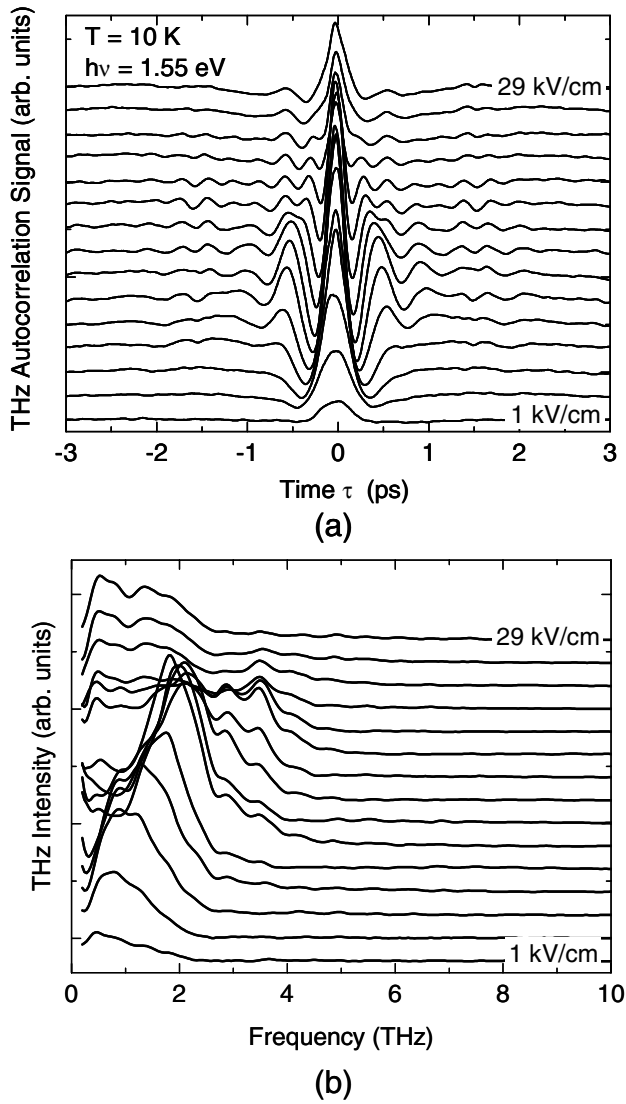 THz Autocorrelation Signal (arb. units)
T = 10 K
hν = 1.55 eV
29 kV/cm
1 kV/cm
-3 -2 -1 0 1 2 3
Time τ (ps)
(a)
THz Intensity (arb. units)
29 kV/cm
1 kV/cm
0 2 4 6 8 10
Frequency (THz)
(b)